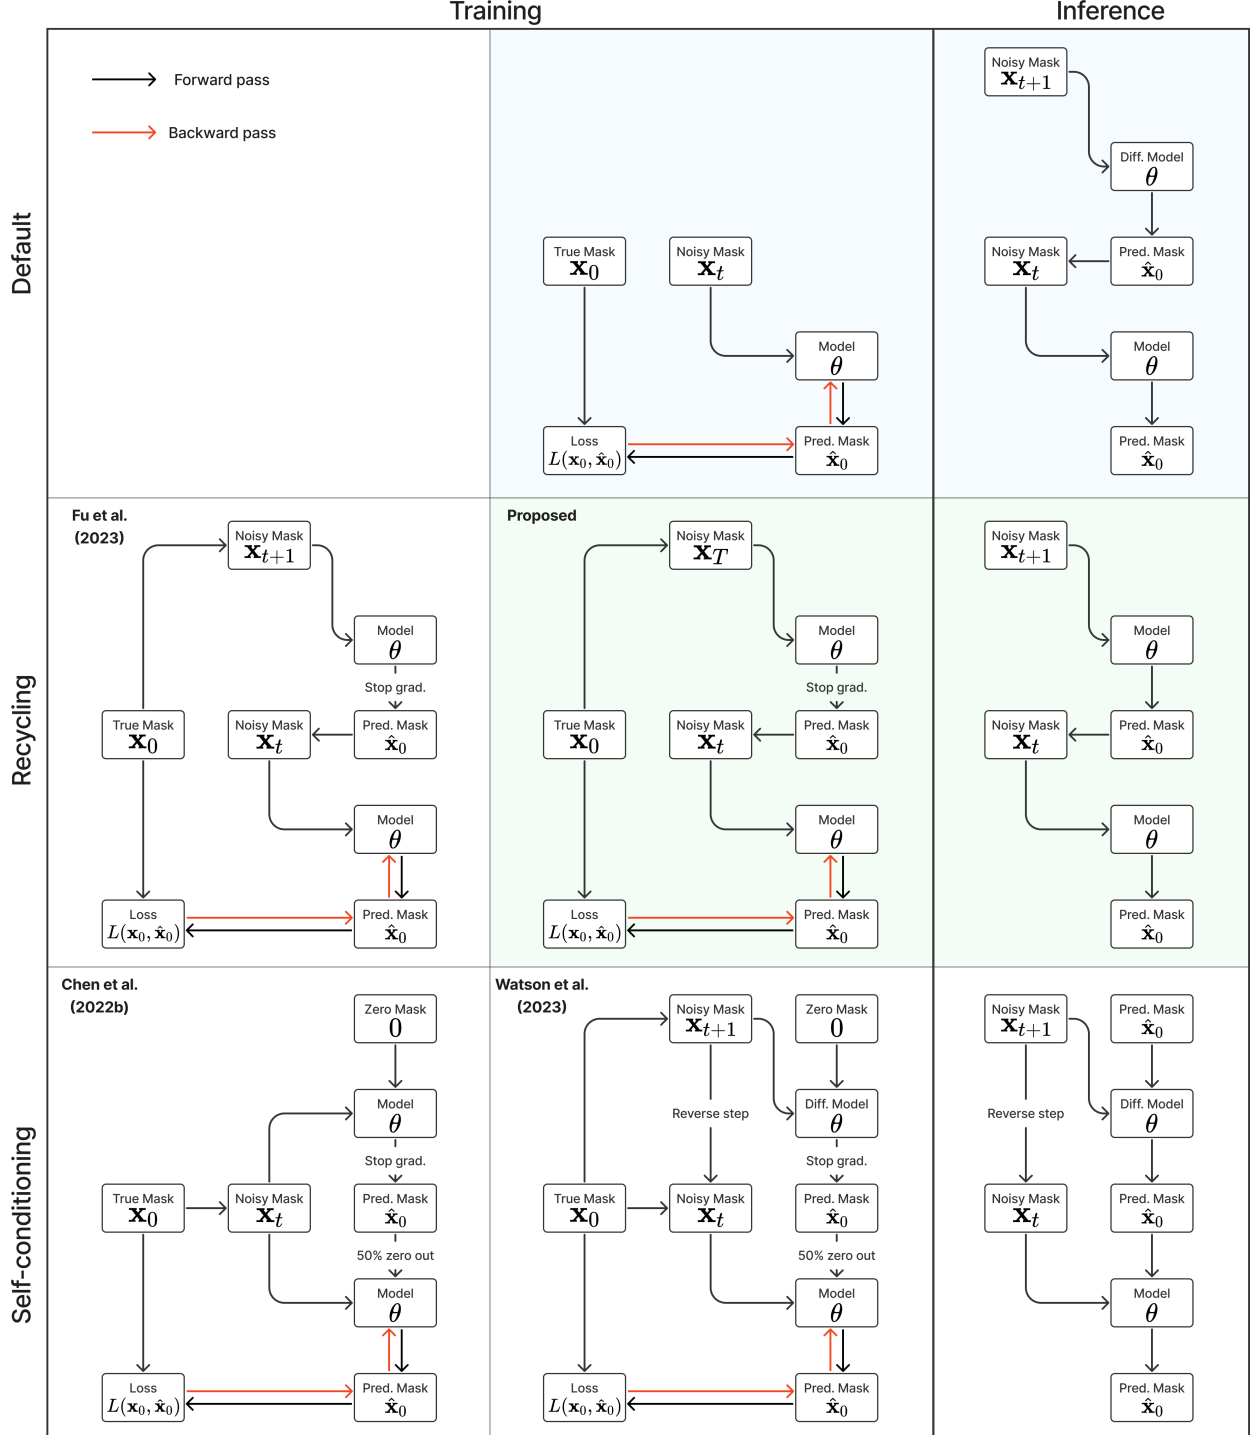 Training
Inference
Default
Forward pass
Backward pass
True Mask
x_0
Noisy Mask
x_t
Model
θ
Loss
L(x_0, x̂_0)
Pred. Mask
x̂_0
Noisy Mask
x_{t+1}
Diff. Model
θ
Noisy Mask
x_t
Pred. Mask
x̂_0
Model
θ
Pred. Mask
x̂_0
Recycling
Fu et al.
(2023)
Noisy Mask
x_{t+1}
Model
θ
Stop grad.
True Mask
x_0
Noisy Mask
x_t
Pred. Mask
x̂_0
Model
θ
Loss
L(x_0, x̂_0)
Pred. Mask
x̂_0
Proposed
Noisy Mask
x_T
Model
θ
Stop grad.
True Mask
x_0
Noisy Mask
x_t
Pred. Mask
x̂_0
Model
θ
Loss
L(x_0, x̂_0)
Pred. Mask
x̂_0
Noisy Mask
x_{t+1}
Model
θ
Noisy Mask
x_t
Pred. Mask
x̂_0
Model
θ
Pred. Mask
x̂_0
Self-conditioning
Chen et al.
(2022b)
Zero Mask
0
Model
θ
Stop grad.
True Mask
x_0
Noisy Mask
x_t
Pred. Mask
x̂_0
50% zero out
Model
θ
Loss
L(x_0, x̂_0)
Pred. Mask
x̂_0
Watson et al.
(2023)
Noisy Mask
x_{t+1}
Zero Mask
0
Reverse step
Diff. Model
θ
Stop grad.
True Mask
x_0
Noisy Mask
x_t
Pred. Mask
x̂_0
50% zero out
Model
θ
Loss
L(x_0, x̂_0)
Pred. Mask
x̂_0
Noisy Mask
x_{t+1}
Pred. Mask
x̂_0
Reverse step
Diff. Model
θ
Noisy Mask
x_t
Pred. Mask
x̂_0
Model
θ
Pred. Mask
x̂_0